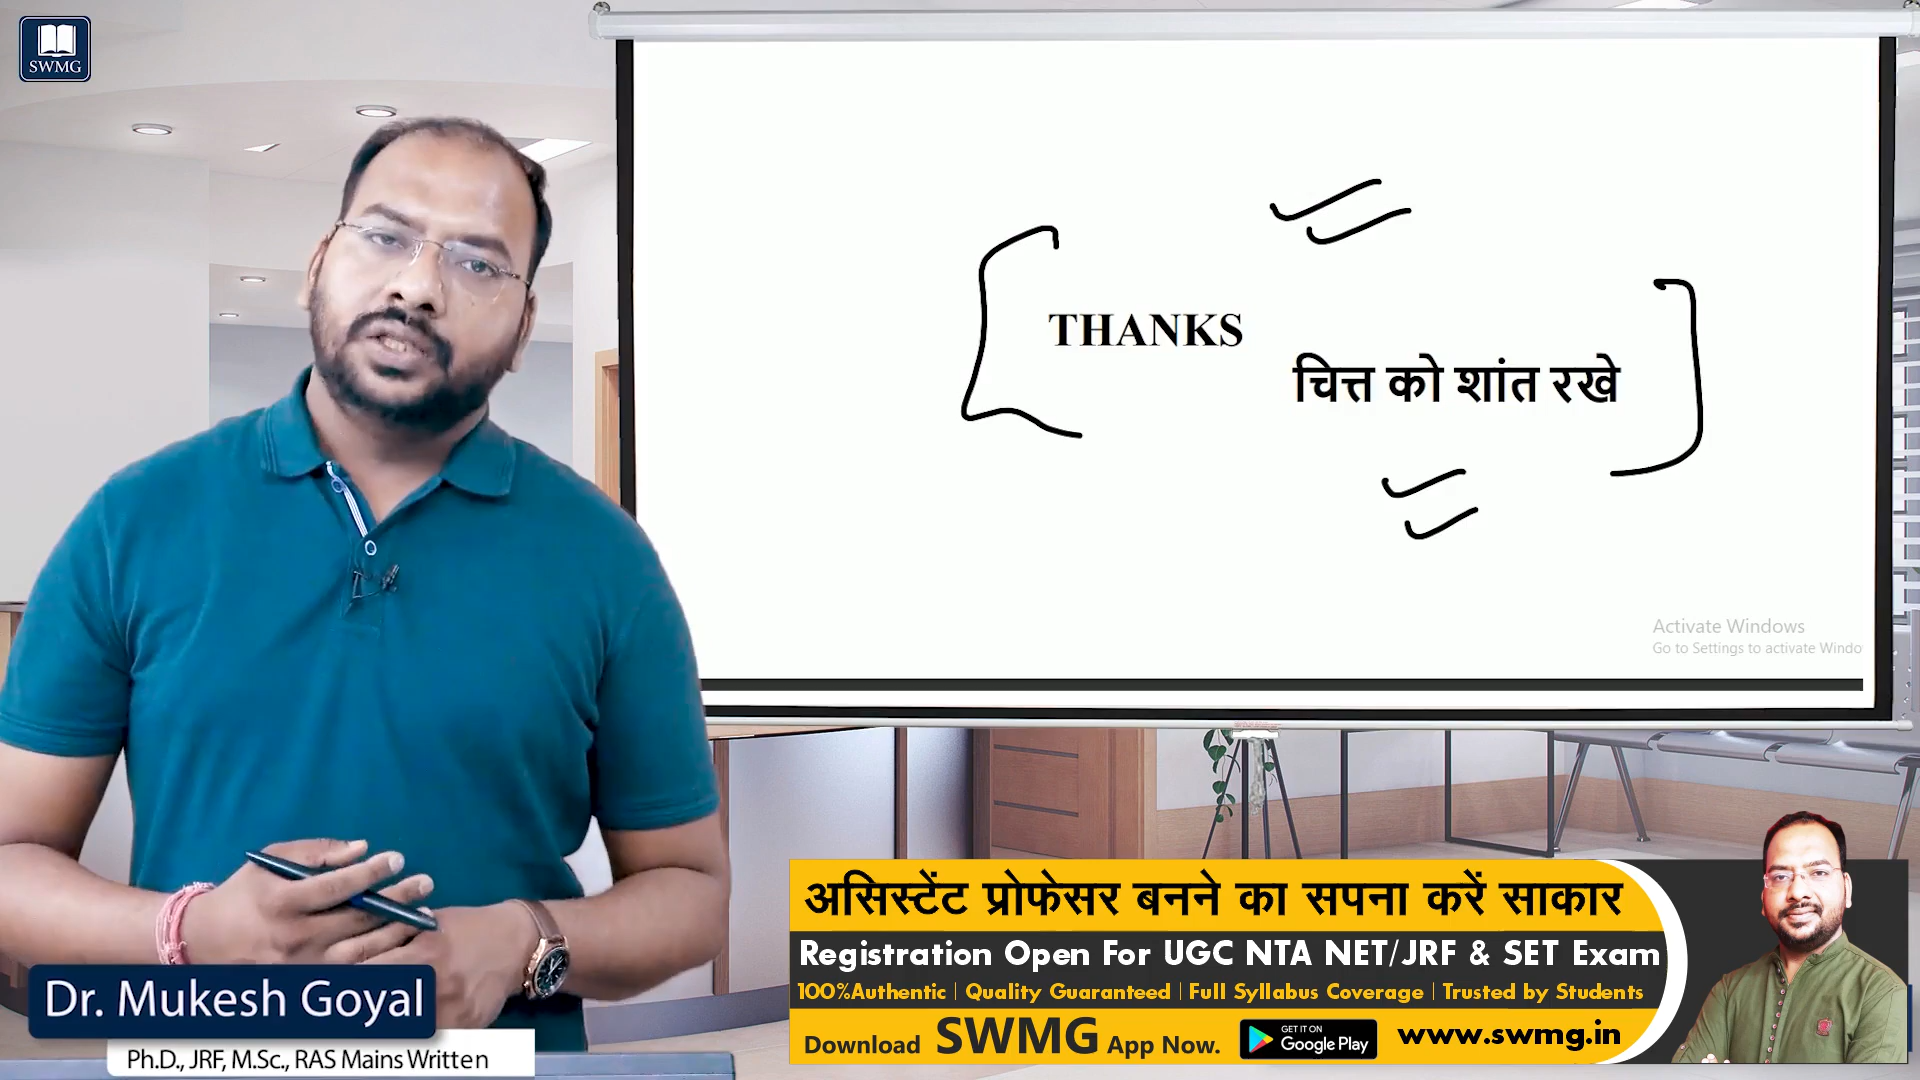 SWMG
THANKS
चित्त को शांत रखे
Activate Windows
Go to Settings to activate Windo
असिस्टेंट प्रोफेसर बनने का सपना करें साकार
Registration Open For UGC NTA NET/JRF & SET Exam
100%Authentic | Quality Guaranteed | Full Syllabus Coverage | Trusted by Students
Download SWMG App Now. GET IT ON Google Play www.swmg.in
Dr. Mukesh Goyal
Ph.D., JRF, M.Sc., RAS Mains Written